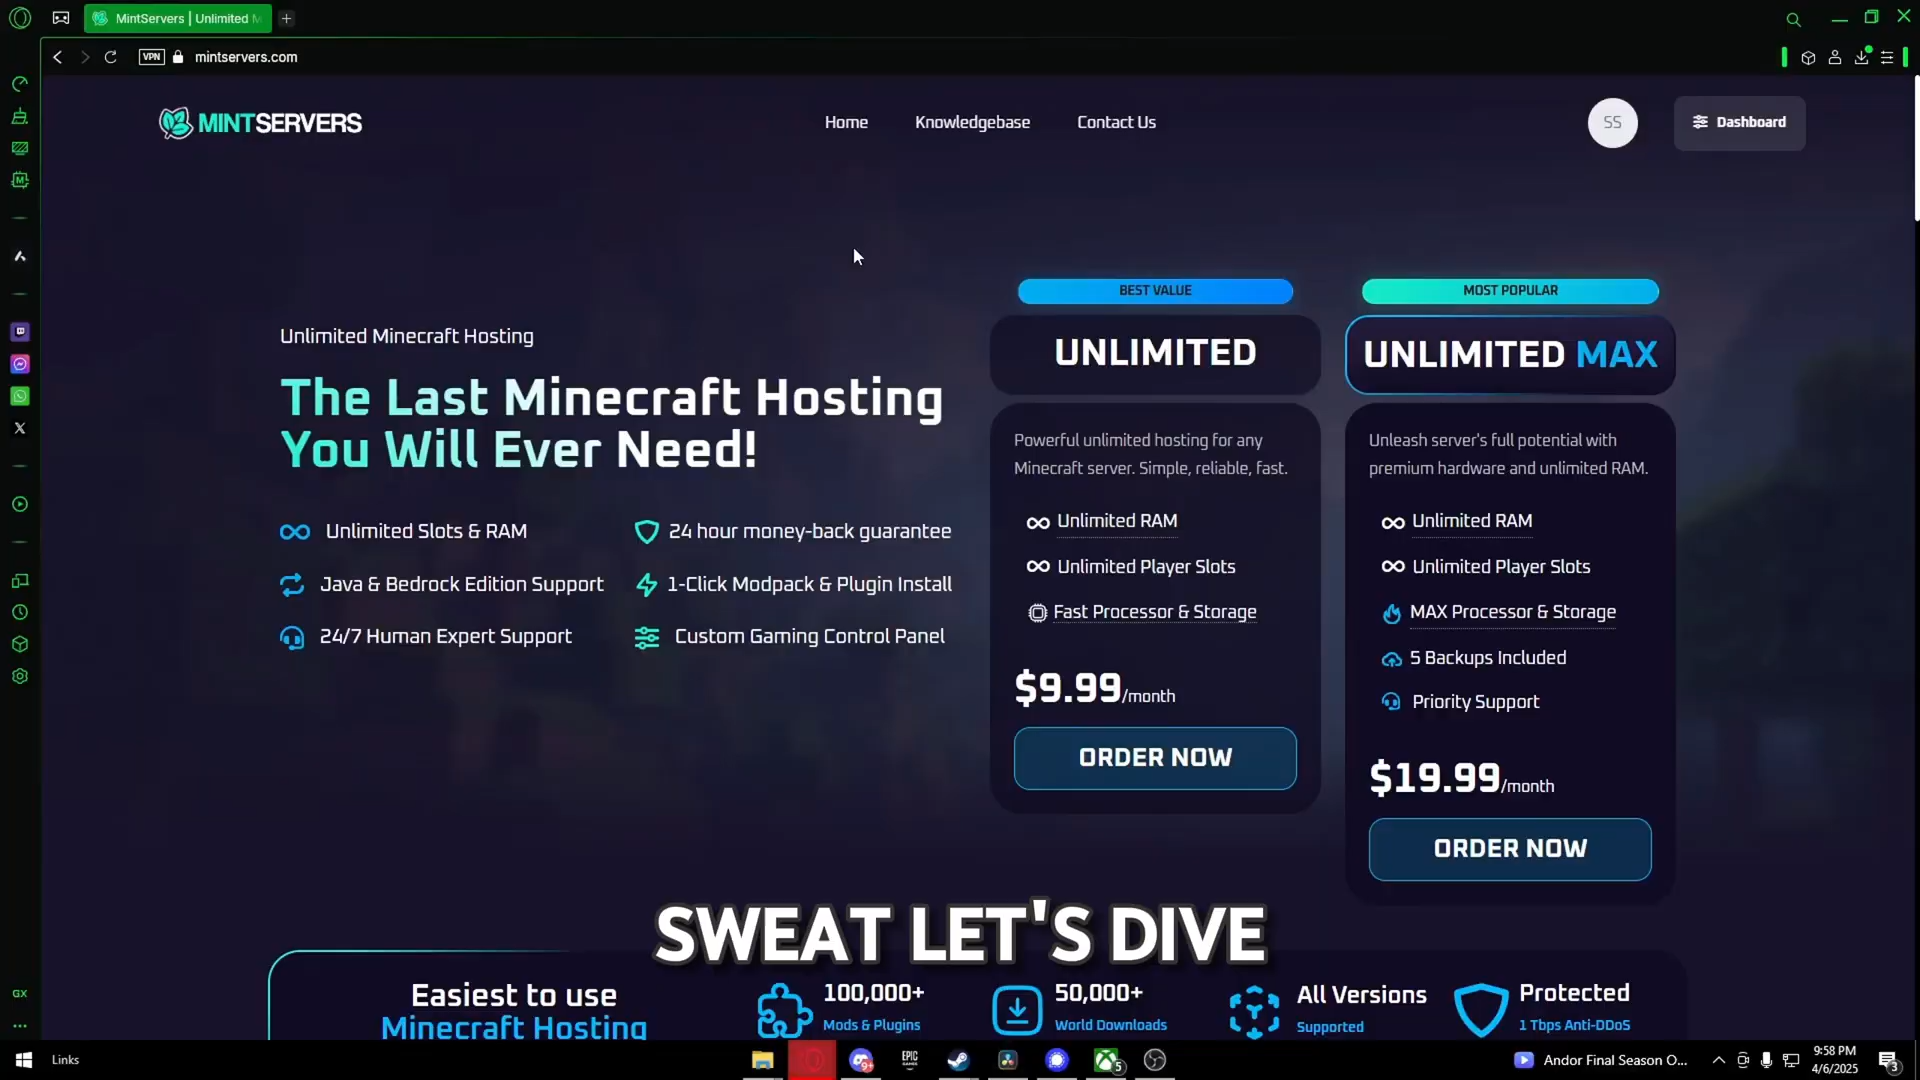 MintServers | Unlimited M
VPN
mintservers.com
MINTSERVERS
Home
Knowledgebase
Contact Us
SS
Dashboard
Unlimited Minecraft Hosting
The Last Minecraft Hosting
You Will Ever Need!
Unlimited Slots & RAM
24 hour money-back guarantee
Java & Bedrock Edition Support
1-Click Modpack & Plugin Install
24/7 Human Expert Support
Custom Gaming Control Panel
BEST VALUE
UNLIMITED
Powerful unlimited hosting for any
Minecraft server. Simple, reliable, fast.
Unlimited RAM
Unlimited Player Slots
Fast Processor & Storage
$9.99/month
ORDER NOW
MOST POPULAR
UNLIMITED MAX
Unleash server's full potential with
premium hardware and unlimited RAM.
Unlimited RAM
Unlimited Player Slots
MAX Processor & Storage
5 Backups Included
Priority Support
$19.99/month
ORDER NOW
SWEAT LET'S DIVE
Easiest to use
Minecraft Hosting
100,000+
Mods & Plugins
50,000+
World Downloads
All Versions
Supported
Protected
1 Tbps Anti-DDoS
GX
Links
9+
EPIC
GAMES
5
Andor Final Season O...
9:58 PM
4/6/2025
3